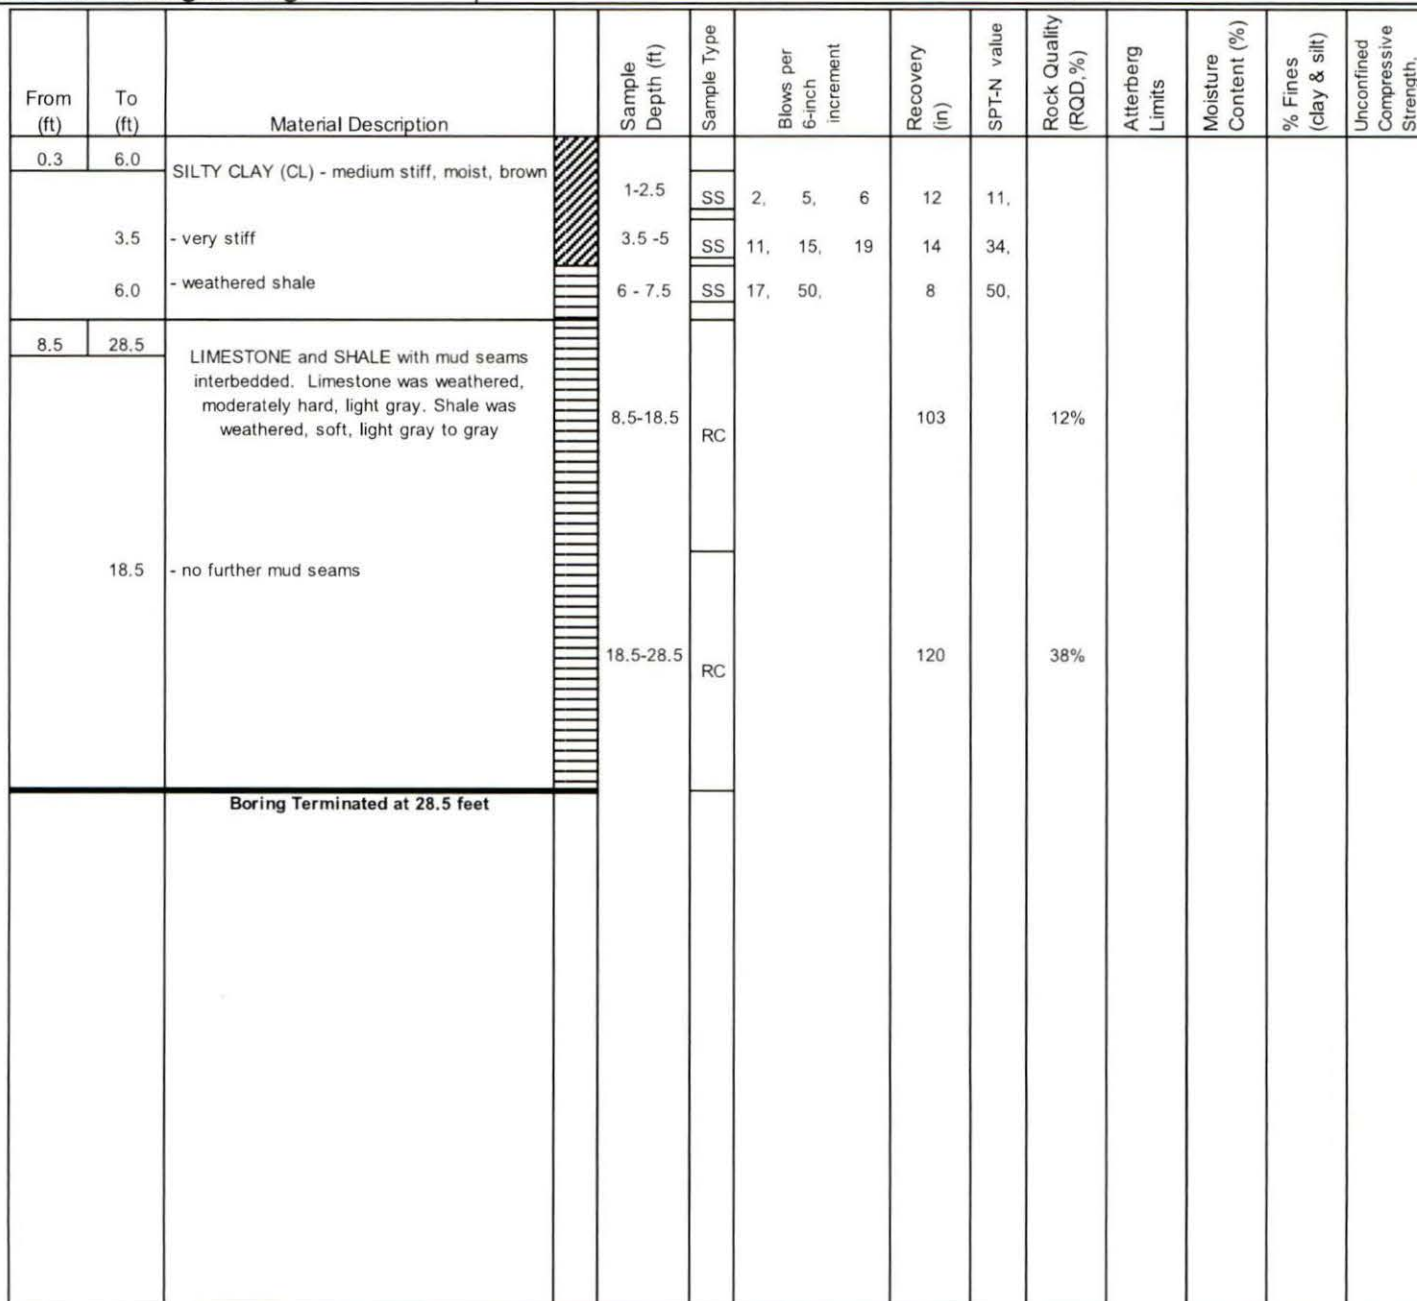 From (ft) To (ft) Material Description Sample Depth (ft) Sample Type Blows per 6-inch increment Recovery (in) SPT-N value Rock Quality (RQD,%) Atterberg Limits Moisture Content (%) % Fines (clay & silt) Unconfined Compressive Strength,
0.3 6.0
SILTY CLAY (CL) - medium stiff, moist, brown
1-2.5 SS 2, 5, 6 12 11,
3.5 - very stiff 3.5 -5 SS 11, 15, 19 14 34,
6.0 - weathered shale 6 - 7.5 SS 17, 50, 8 50,
8.5 28.5
LIMESTONE and SHALE with mud seams
interbedded. Limestone was weathered,
moderately hard, light gray. Shale was
weathered, soft, light gray to gray
8.5-18.5 RC 103 12%
18.5 - no further mud seams
18.5-28.5 RC 120 38%
Boring Terminated at 28.5 feet